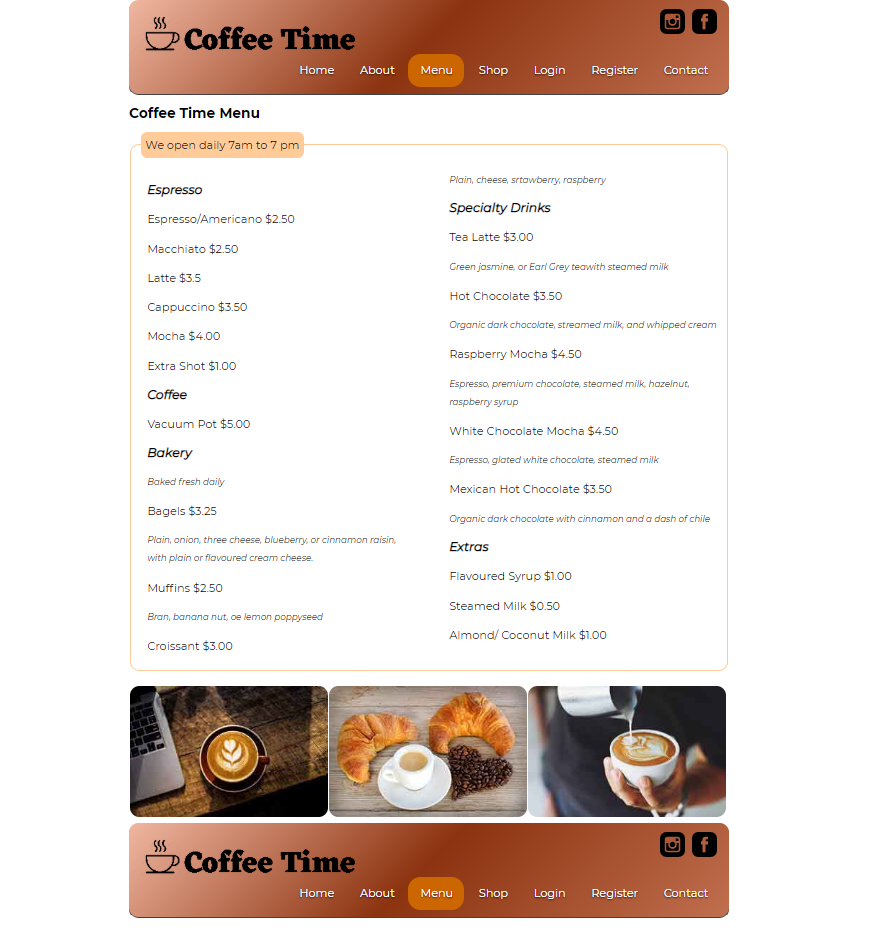 Coffee Time
Home About Menu Shop Login Register Contact
Coffee Time Menu
We open daily 7am to 7 pm
Espresso
Espresso/Americano $2.50
Macchiato $2.50
Latte $3.5
Cappuccino $3.50
Mocha $4.00
Extra Shot $1.00
Coffee
Vacuum Pot $5.00
Bakery
Baked fresh daily
Bagels $3.25
Plain, onion, three cheese, blueberry, or cinnamon raisin,
with plain or flavoured cream cheese.
Muffins $2.50
Bran, banana nut, oe lemon poppyseed
Croissant $3.00
Plain, cheese, srtawberry, raspberry
Specialty Drinks
Tea Latte $3.00
Green jasmine, or Earl Grey teawith steamed milk
Hot Chocolate $3.50
Organic dark chocolate, streamed milk, and whipped cream
Raspberry Mocha $4.50
Espresso, premium chocolate, steamed milk, hazelnut,
raspberry syrup
White Chocolate Mocha $4.50
Espresso, glated white chocolate, steamed milk
Mexican Hot Chocolate $3.50
Organic dark chocolate with cinnamon and a dash of chile
Extras
Flavoured Syrup $1.00
Steamed Milk $0.50
Almond/ Coconut Milk $1.00
Coffee Time
Home About Menu Shop Login Register Contact